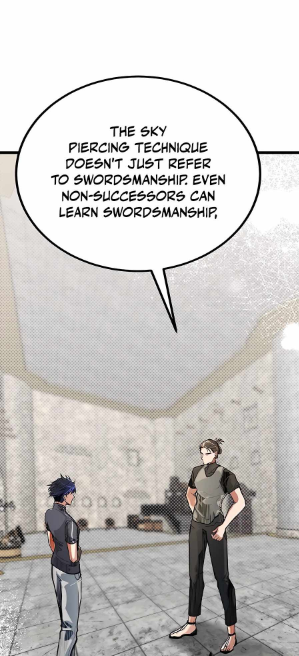 THE SKY
PIERCING TECHNIQUE
DOESN'T JUST REFER
TO SWORDSMANSHIP. EVEN
NON-SUCCESSORS CAN
LEARN SWORDSMANSHIP,